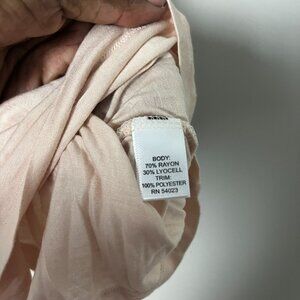 BODY:
70% RAYON
30% LYOCELL
TRIM:
100% POLYESTER
RN 54023